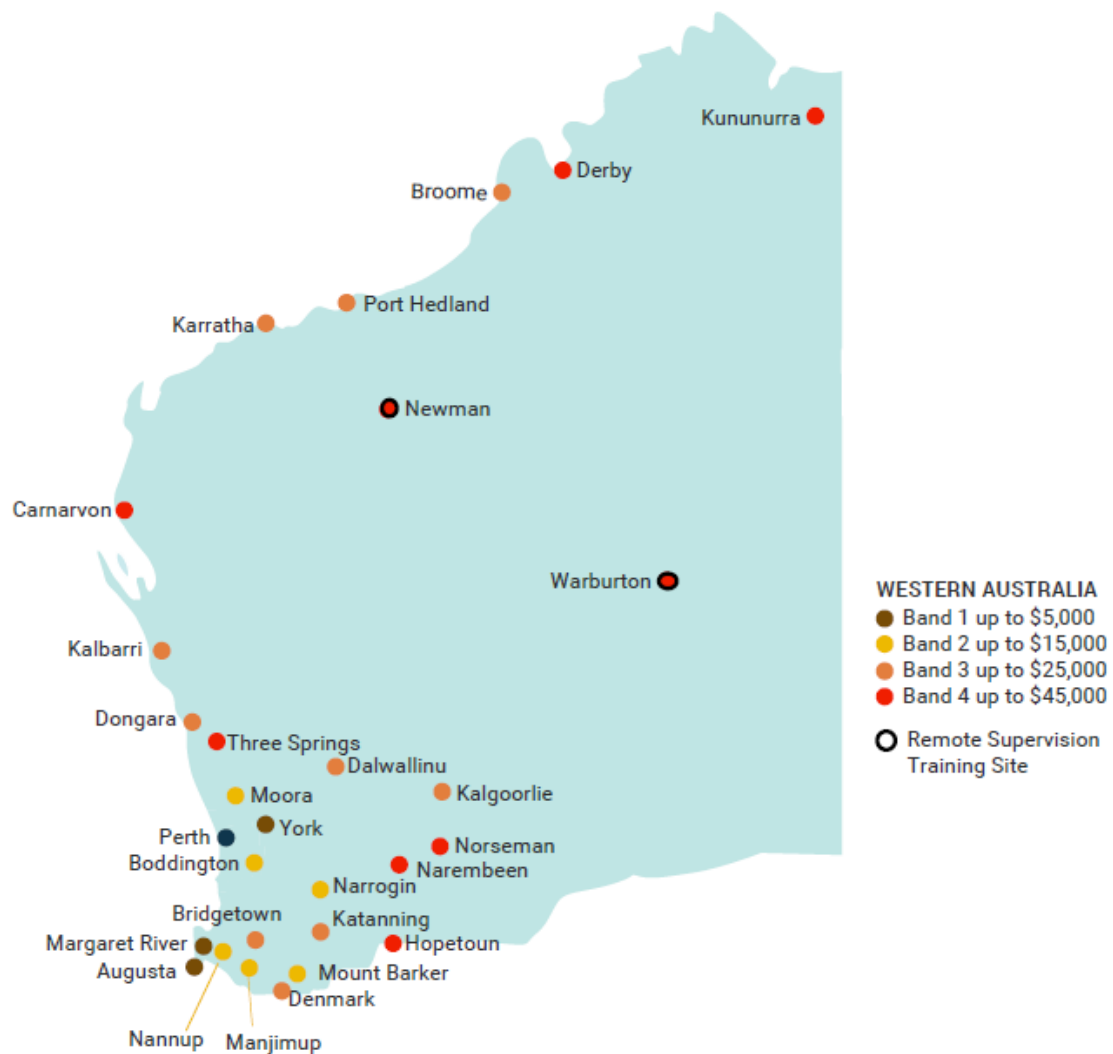 Kununurra
Derby
Broome
Port Hedland
Karratha
Newman
Carnarvon
Warburton
WESTERN AUSTRALIA
Band 1 up to $5,000
Band 2 up to $15,000
Band 3 up to $25,000
Band 4 up to $45,000
Remote Supervision
Training Site
Kalbarri
Dongara
Three Springs
Dalwallinu
Moora
Kalgoorlie
York
Perth
Norseman
Boddington
Narembeen
Narrogin
Bridgetown
Katanning
Margaret River
Hopetoun
Augusta
Mount Barker
Denmark
Nannup
Manjimup